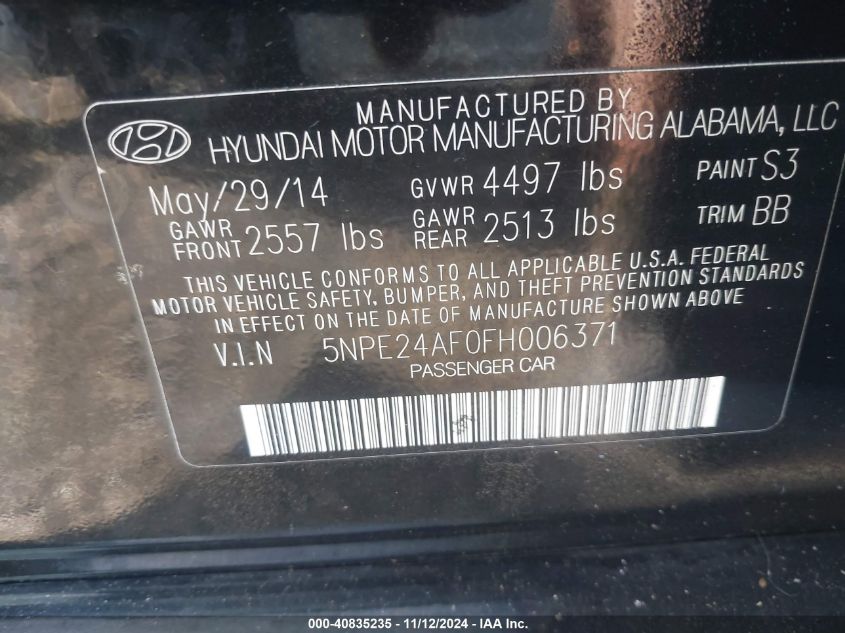 MANUFACTURED BY
HYUNDAI MOTOR MANUFACTURING ALABAMA, LLC
May/29/14 GVWR 4497 lbs PAINT S3
GAWR FRONT 2557 lbs GAWR REAR 2513 lbs TRIM BB
THIS VEHICLE CONFORMS TO ALL APPLICABLE U.S.A. FEDERAL
MOTOR VEHICLE SAFETY, BUMPER, AND THEFT PREVENTION STANDARDS
IN EFFECT ON THE DATE OF MANUFACTURE SHOWN ABOVE
V.I.N 5NPE24AF0FH006371
PASSENGER CAR
000-40835235 - 11/12/2024 - IAA Inc.